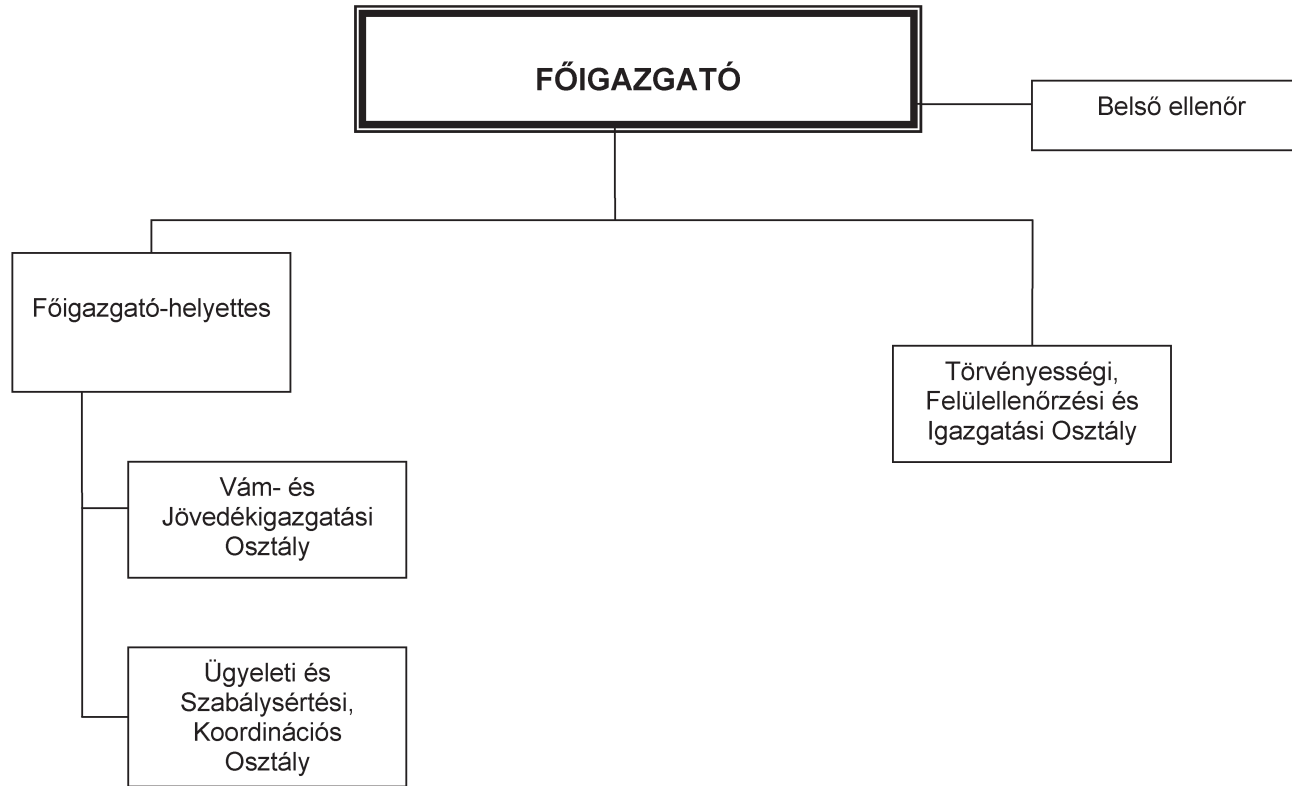 FŐIGAZGATÓ
Belső ellenőr
Főigazgató-helyettes
Törvényességi,
Felülellenőrzési és
Igazgatási Osztály
Vám- és
Jövedékigazgatási
Osztály
Ügyeleti és
Szabálysértési,
Koordinációs
Osztály